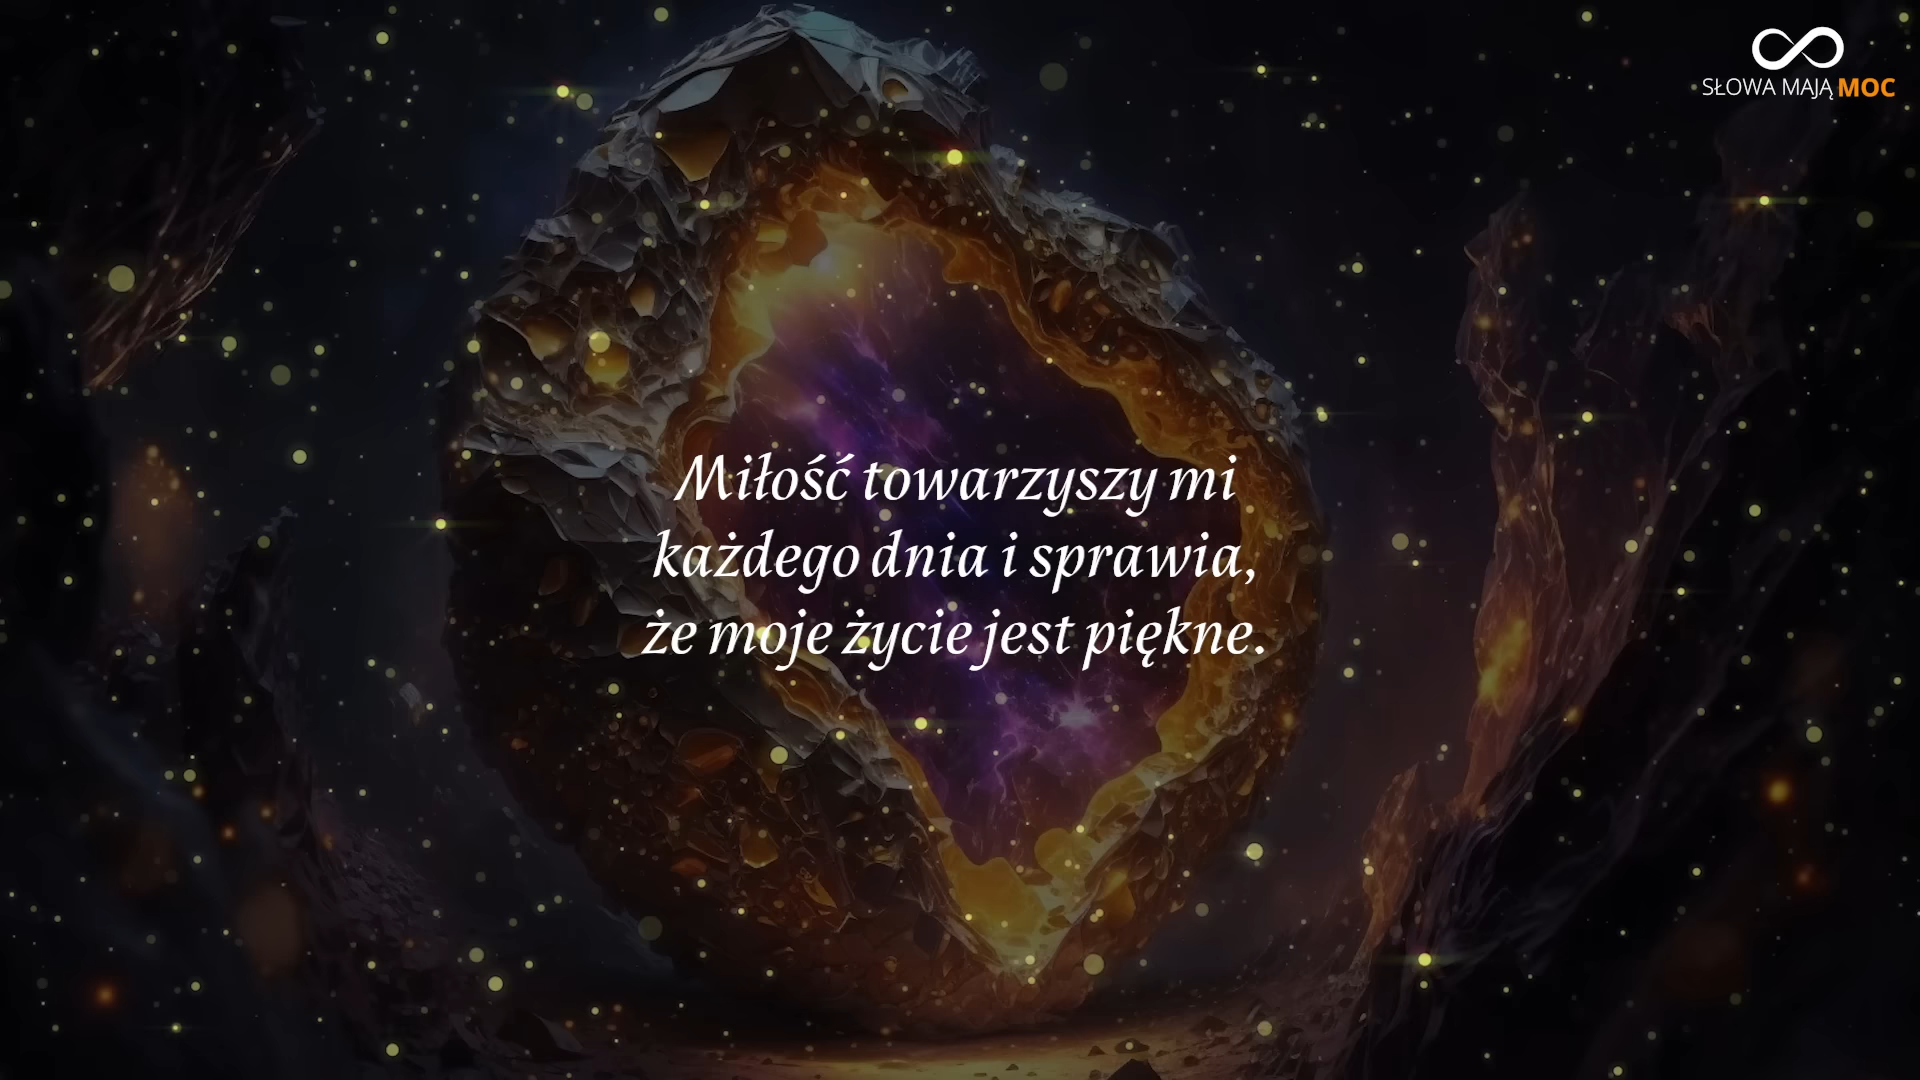 SŁOWA MAJĄ MOC
Miłość towarzyszy mi
każdego dnia i sprawia,
że moje życie jest piękne.